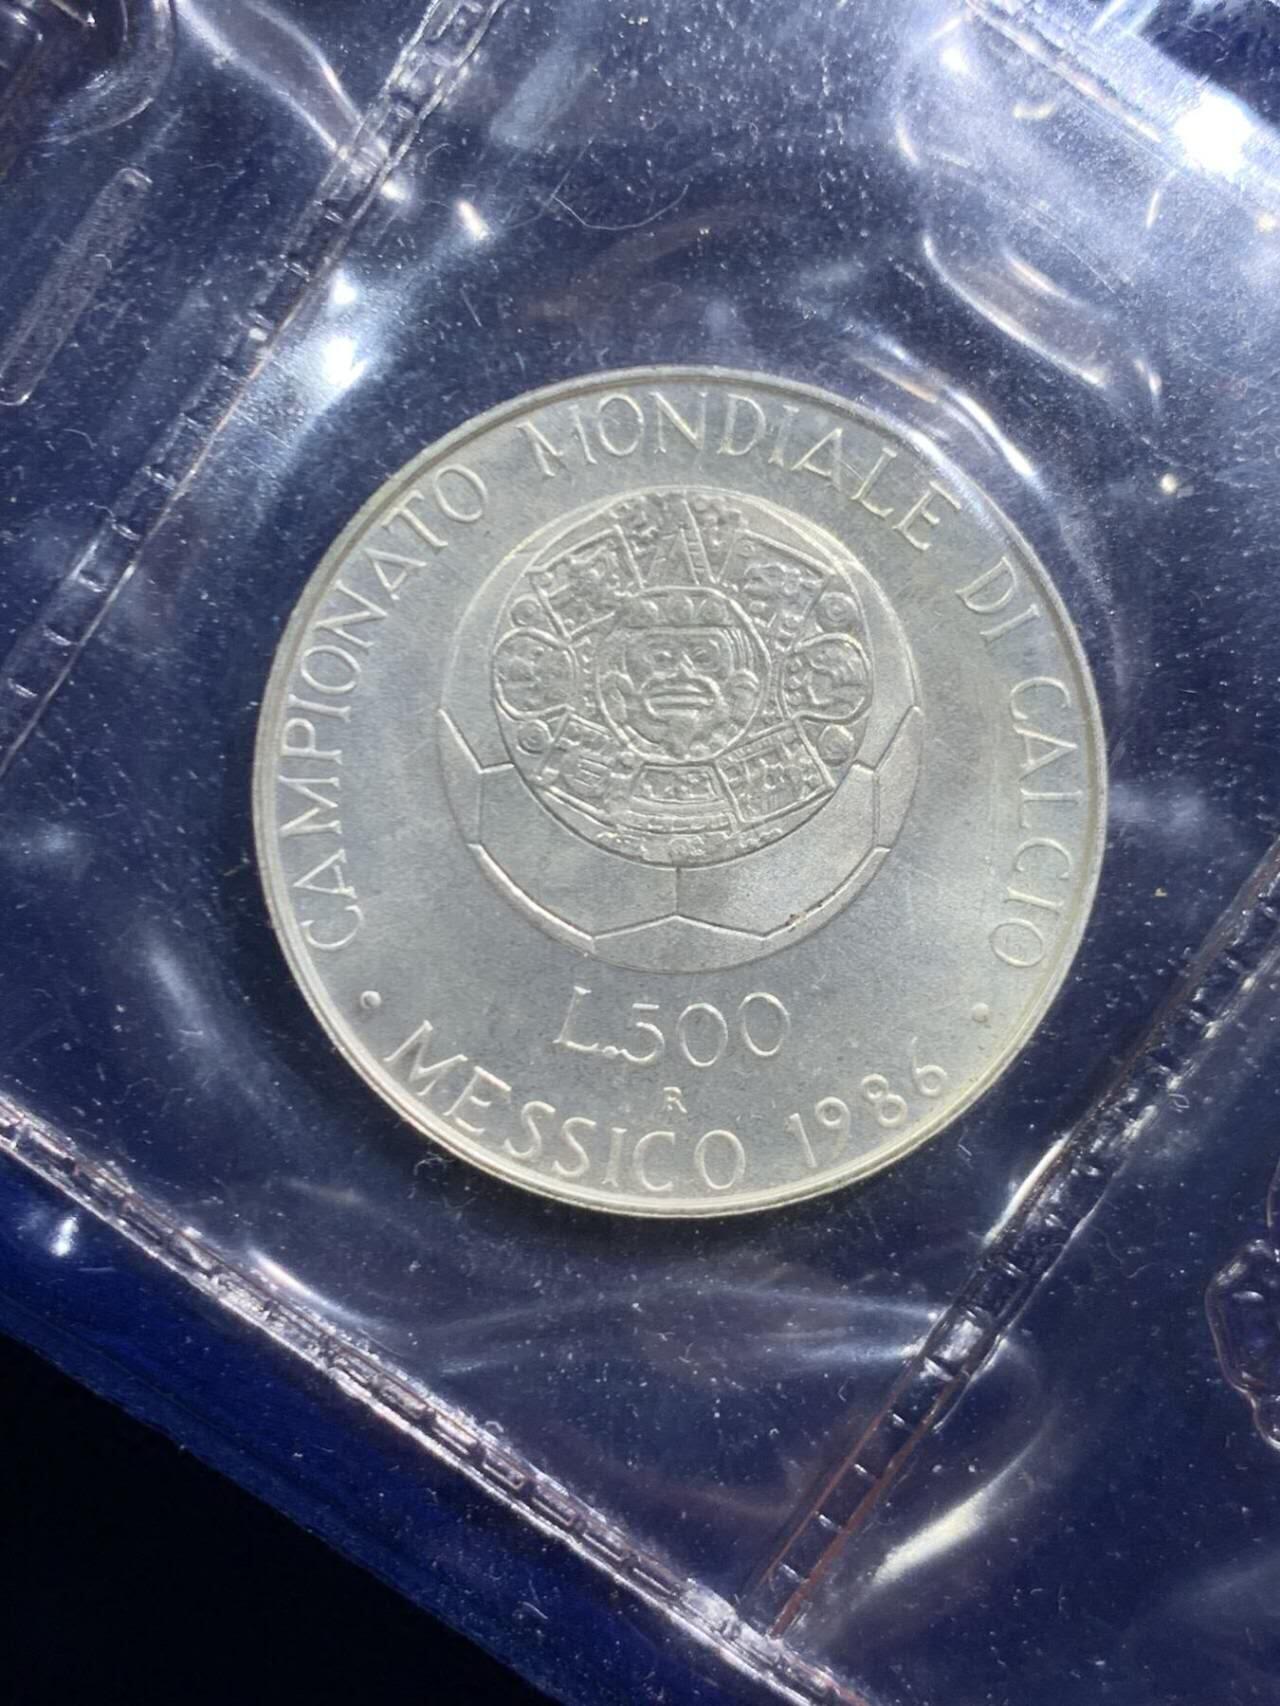 CAMPIONATO MONDIALE DI CALCIO
L.500
R
• MESSICO 1986 •